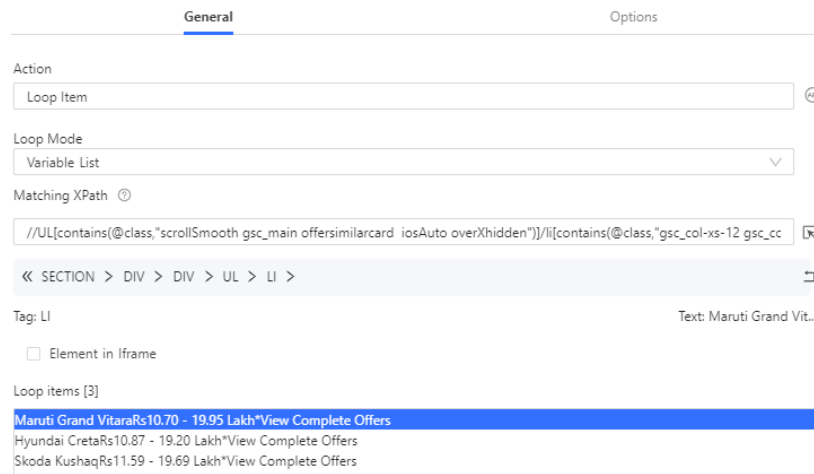 General Options
Action
Loop Item
Loop Mode
Variable List
Matching XPath
//UL[contains(@class,"scrollSmooth gsc_main offersimilarcard  iosAuto overXhidden")]/li[contains(@class,"gsc_col-xs-12 gsc_cc
« SECTION > DIV > DIV > UL > LI >
Tag: LI Text: Maruti Grand Vit...
Element in Iframe
Loop items [3]
Maruti Grand VitaraRs10.70 - 19.95 Lakh*View Complete Offers
Hyundai CretaRs10.87 - 19.20 Lakh*View Complete Offers
Skoda KushaqRs11.59 - 19.69 Lakh*View Complete Offers